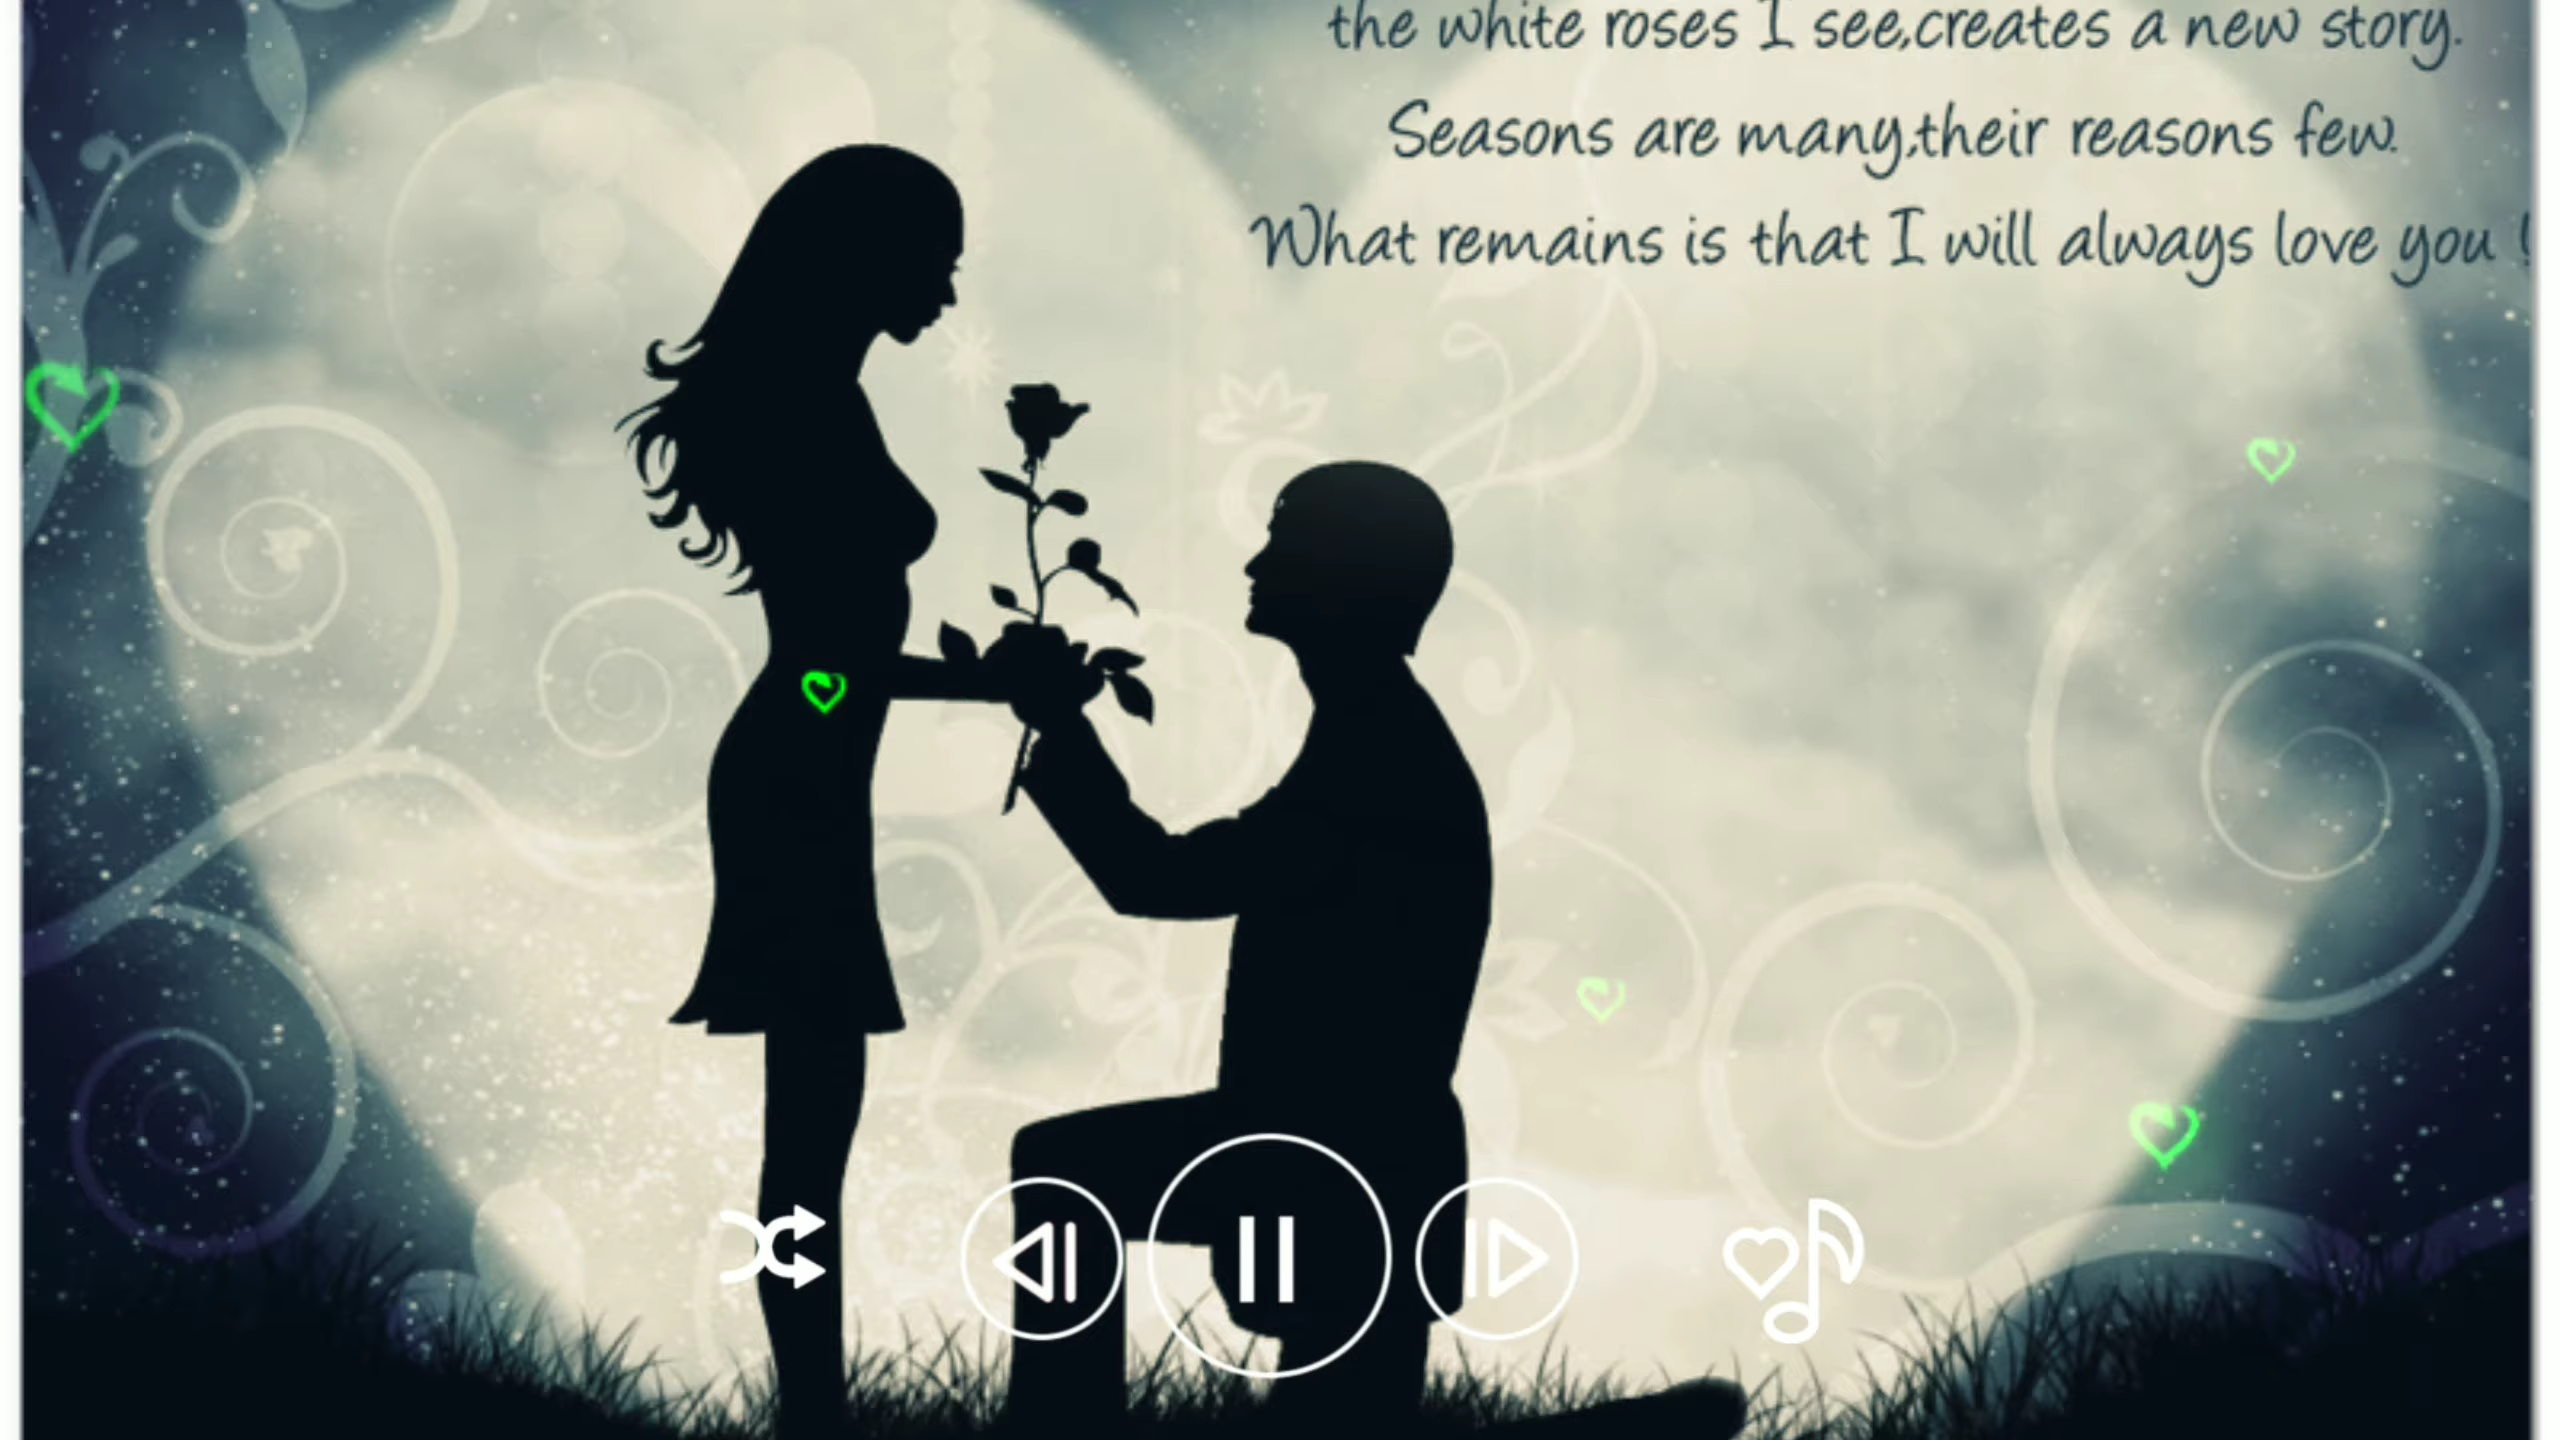 the white roses I see,creates a new story.
Seasons are many,their reasons few.
What remains is that I will always love you !